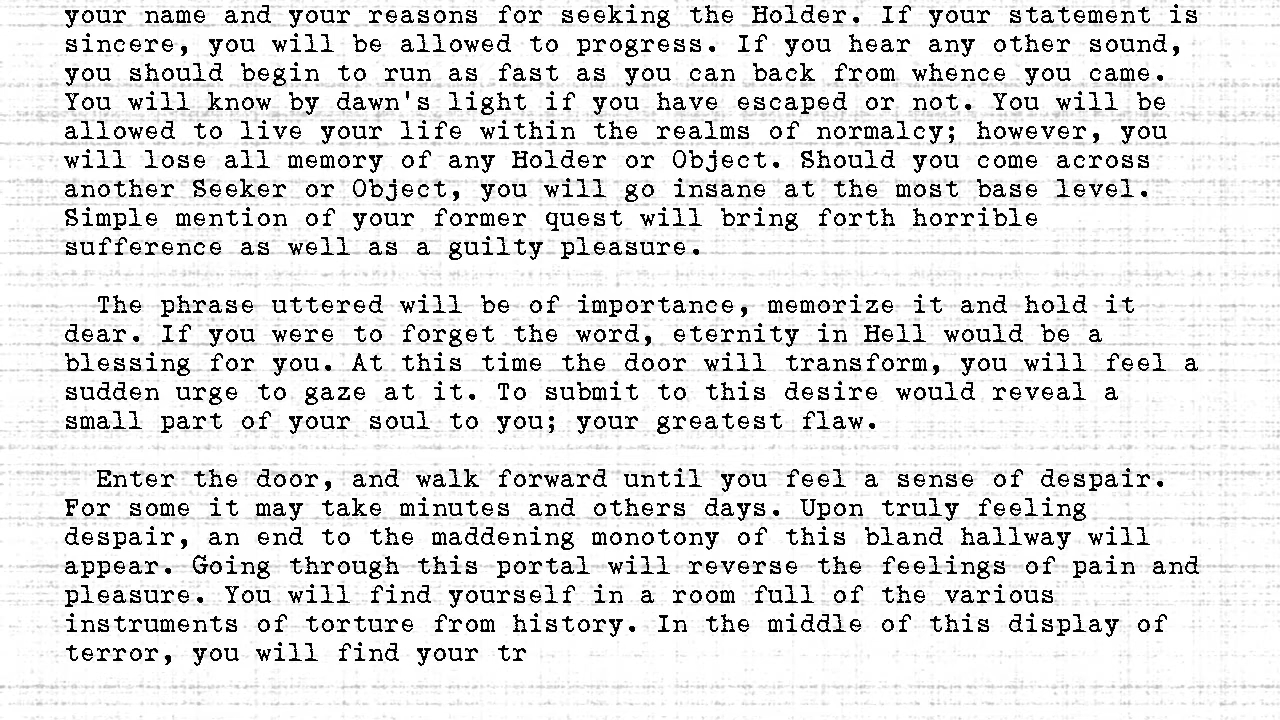 your name and your reasons for seeking the Holder. If your statement is
sincere, you will be allowed to progress. If you hear any other sound,
you should begin to run as fast as you can back from whence you came.
You will know by dawn's light if you have escaped or not. You will be
allowed to live your life within the realms of normalcy; however, you
will lose all memory of any Holder or Object. Should you come across
another Seeker or Object, you will go insane at the most base level.
Simple mention of your former quest will bring forth horrible
sufference as well as a guilty pleasure.
The phrase uttered will be of importance, memorize it and hold it
dear. If you were to forget the word, eternity in Hell would be a
blessing for you. At this time the door will transform, you will feel a
sudden urge to gaze at it. To submit to this desire would reveal a
small part of your soul to you; your greatest flaw.
Enter the door, and walk forward until you feel a sense of despair.
For some it may take minutes and others days. Upon truly feeling
despair, an end to the maddening monotony of this bland hallway will
appear. Going through this portal will reverse the feelings of pain and
pleasure. You will find yourself in a room full of the various
instruments of torture from history. In the middle of this display of
terror, you will find your tr